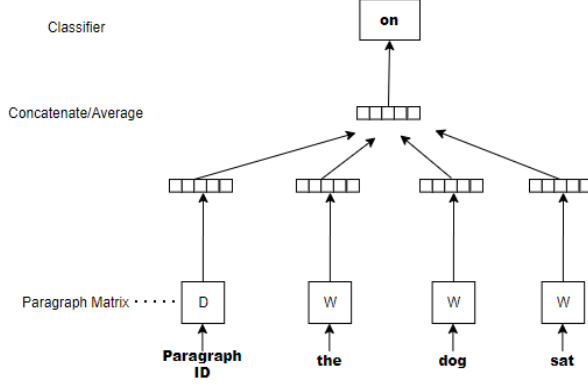 Classifier
on
Concatenate/Average
Paragraph Matrix
D
W
W
W
Paragraph
ID
the
dog
sat